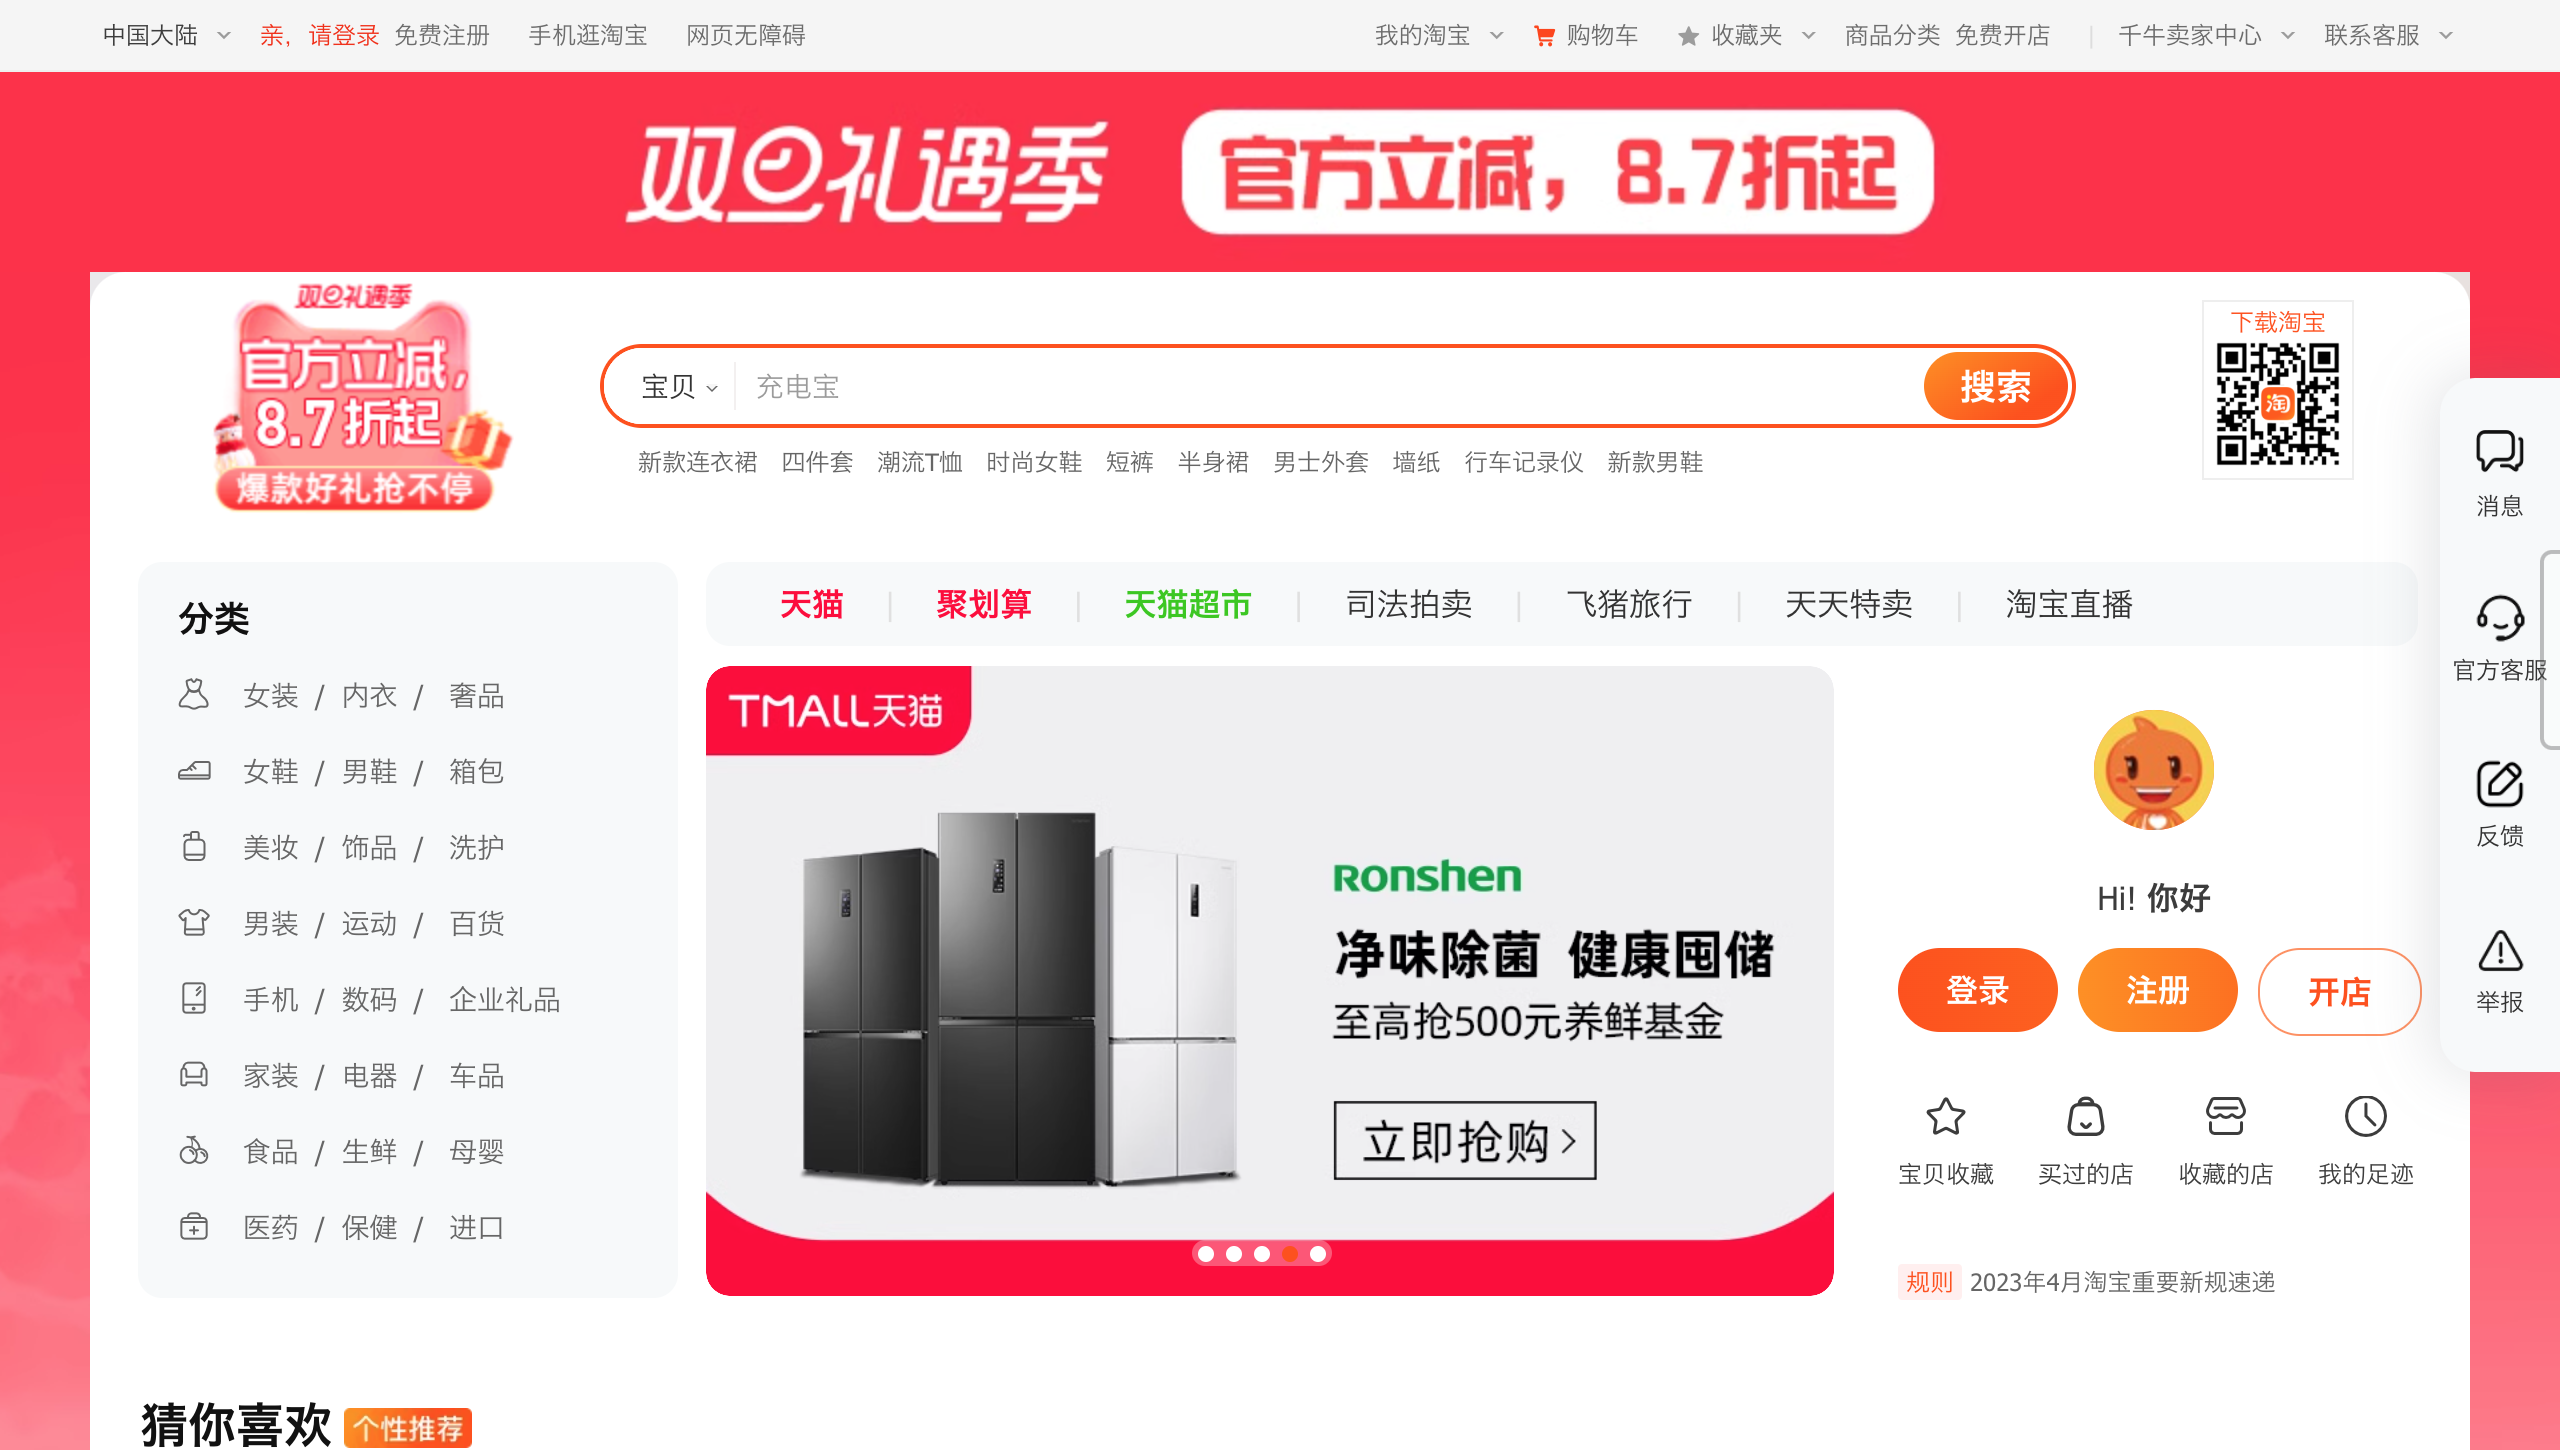 中国大陆 亲，请登录 免费注册 手机逛淘宝 网页无障碍 我的淘宝 购物车 收藏夹 商品分类 免费开店 千牛卖家中心 联系客服
双旦礼遇季 官方立减，8.7折起
双旦礼遇季
官方立减，
8.7折起
爆款好礼抢不停
宝贝 充电宝 搜索
新款连衣裙 四件套 潮流T恤 时尚女鞋 短裤 半身裙 男士外套 墙纸 行车记录仪 新款男鞋
下载淘宝
淘
消息
官方客服
反馈
举报
分类
女装 / 内衣 / 奢品
女鞋 / 男鞋 / 箱包
美妆 / 饰品 / 洗护
男装 / 运动 / 百货
手机 / 数码 / 企业礼品
家装 / 电器 / 车品
食品 / 生鲜 / 母婴
医药 / 保健 / 进口
天猫 聚划算 天猫超市 司法拍卖 飞猪旅行 天天特卖 淘宝直播
TMALL天猫
Ronshen
净味除菌 健康囤储
至高抢500元养鲜基金
立即抢购>
Hi! 你好
登录 注册 开店
宝贝收藏 买过的店 收藏的店 我的足迹
规则 2023年4月淘宝重要新规速递
猜你喜欢 个性推荐